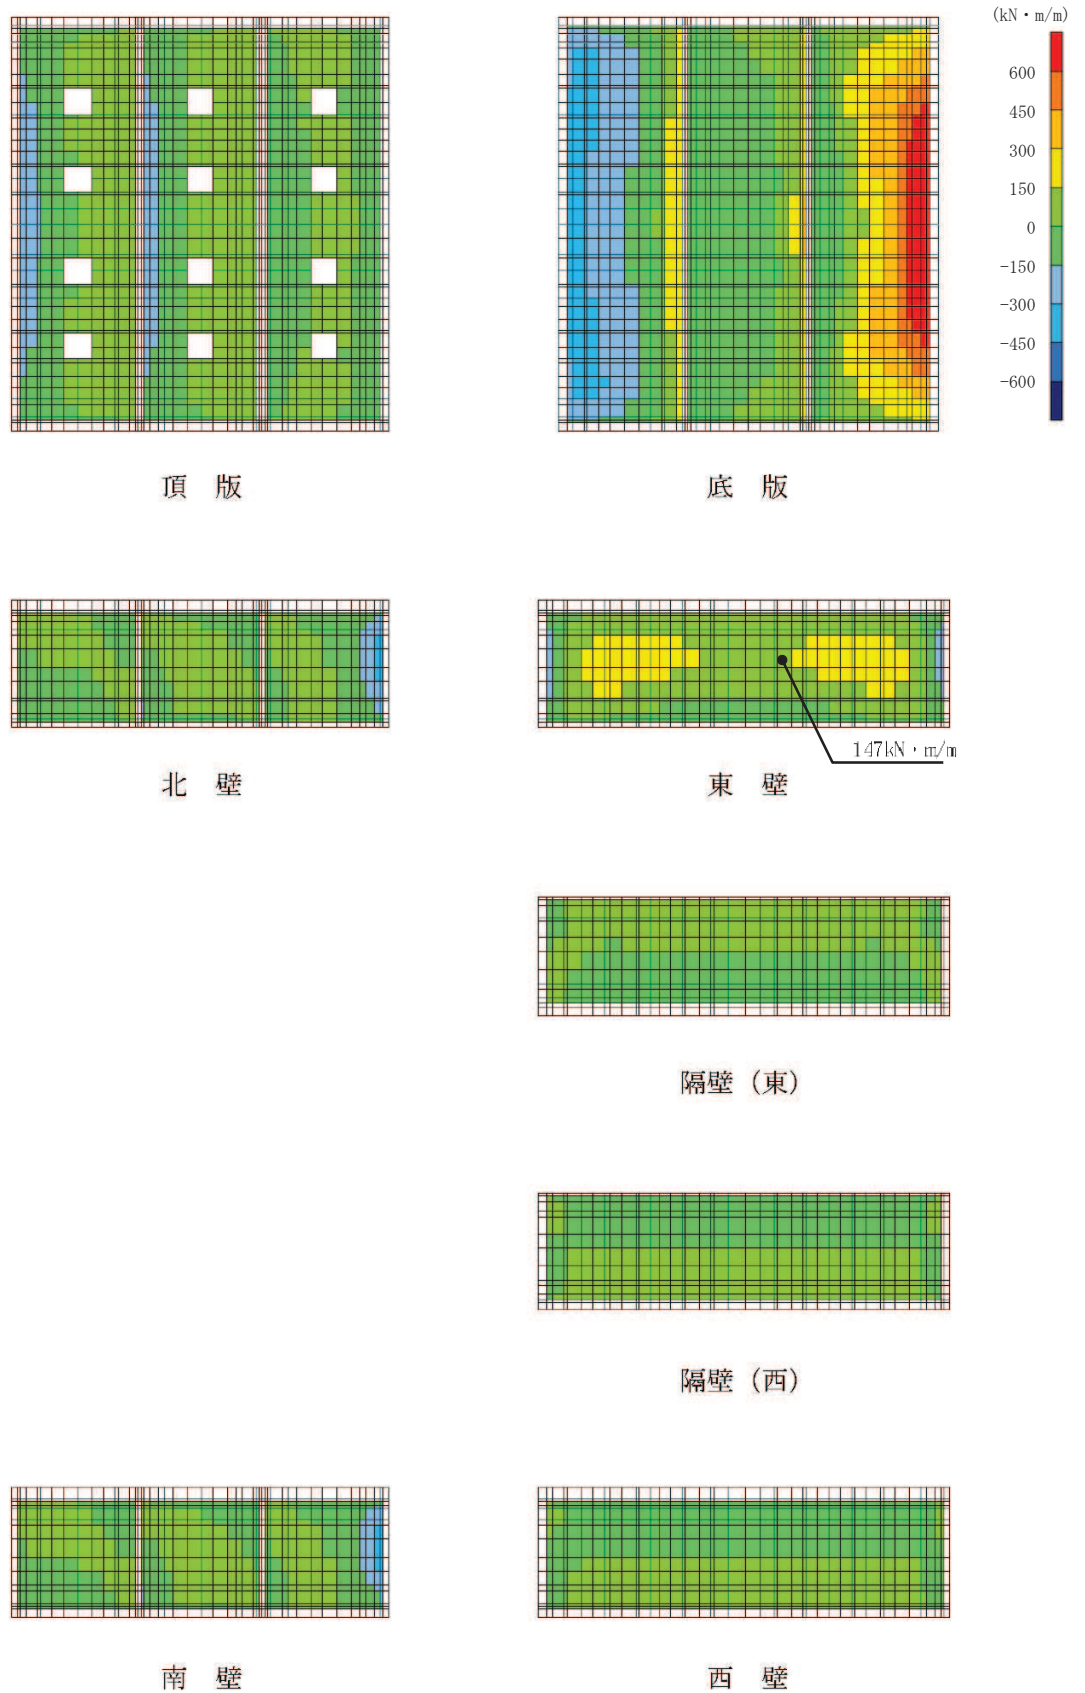 (kN・m/m)
600
450
300
150
0
-150
-300
-450
-600
頂 版
底 版
147kN・m/m
北 壁
東 壁
隔壁（東）
隔壁（西）
南 壁
西 壁